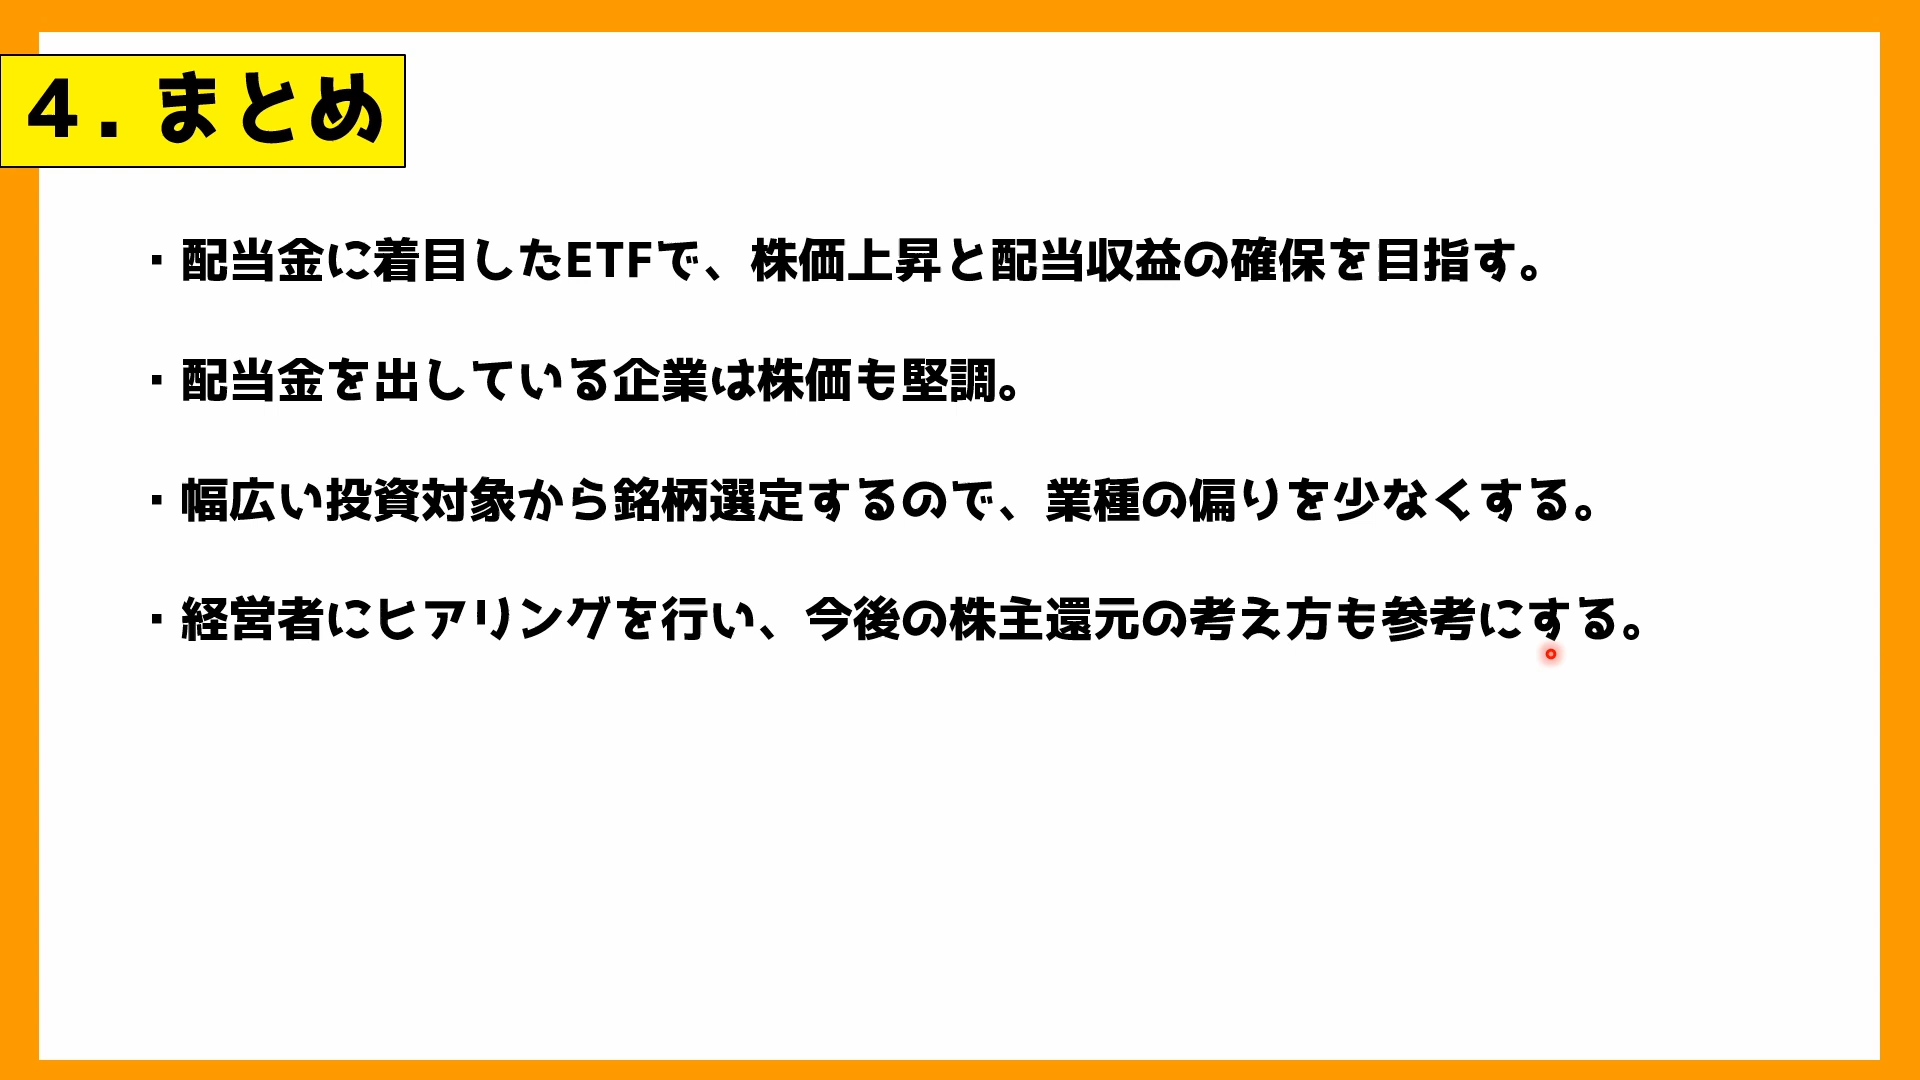 ４．まとめ
・配当金に着目したETFで、株価上昇と配当収益の確保を目指す。
・配当金を出している企業は株価も堅調。
・幅広い投資対象から銘柄選定するので、業種の偏りを少なくする。
・経営者にヒアリングを行い、今後の株主還元の考え方も参考にする。